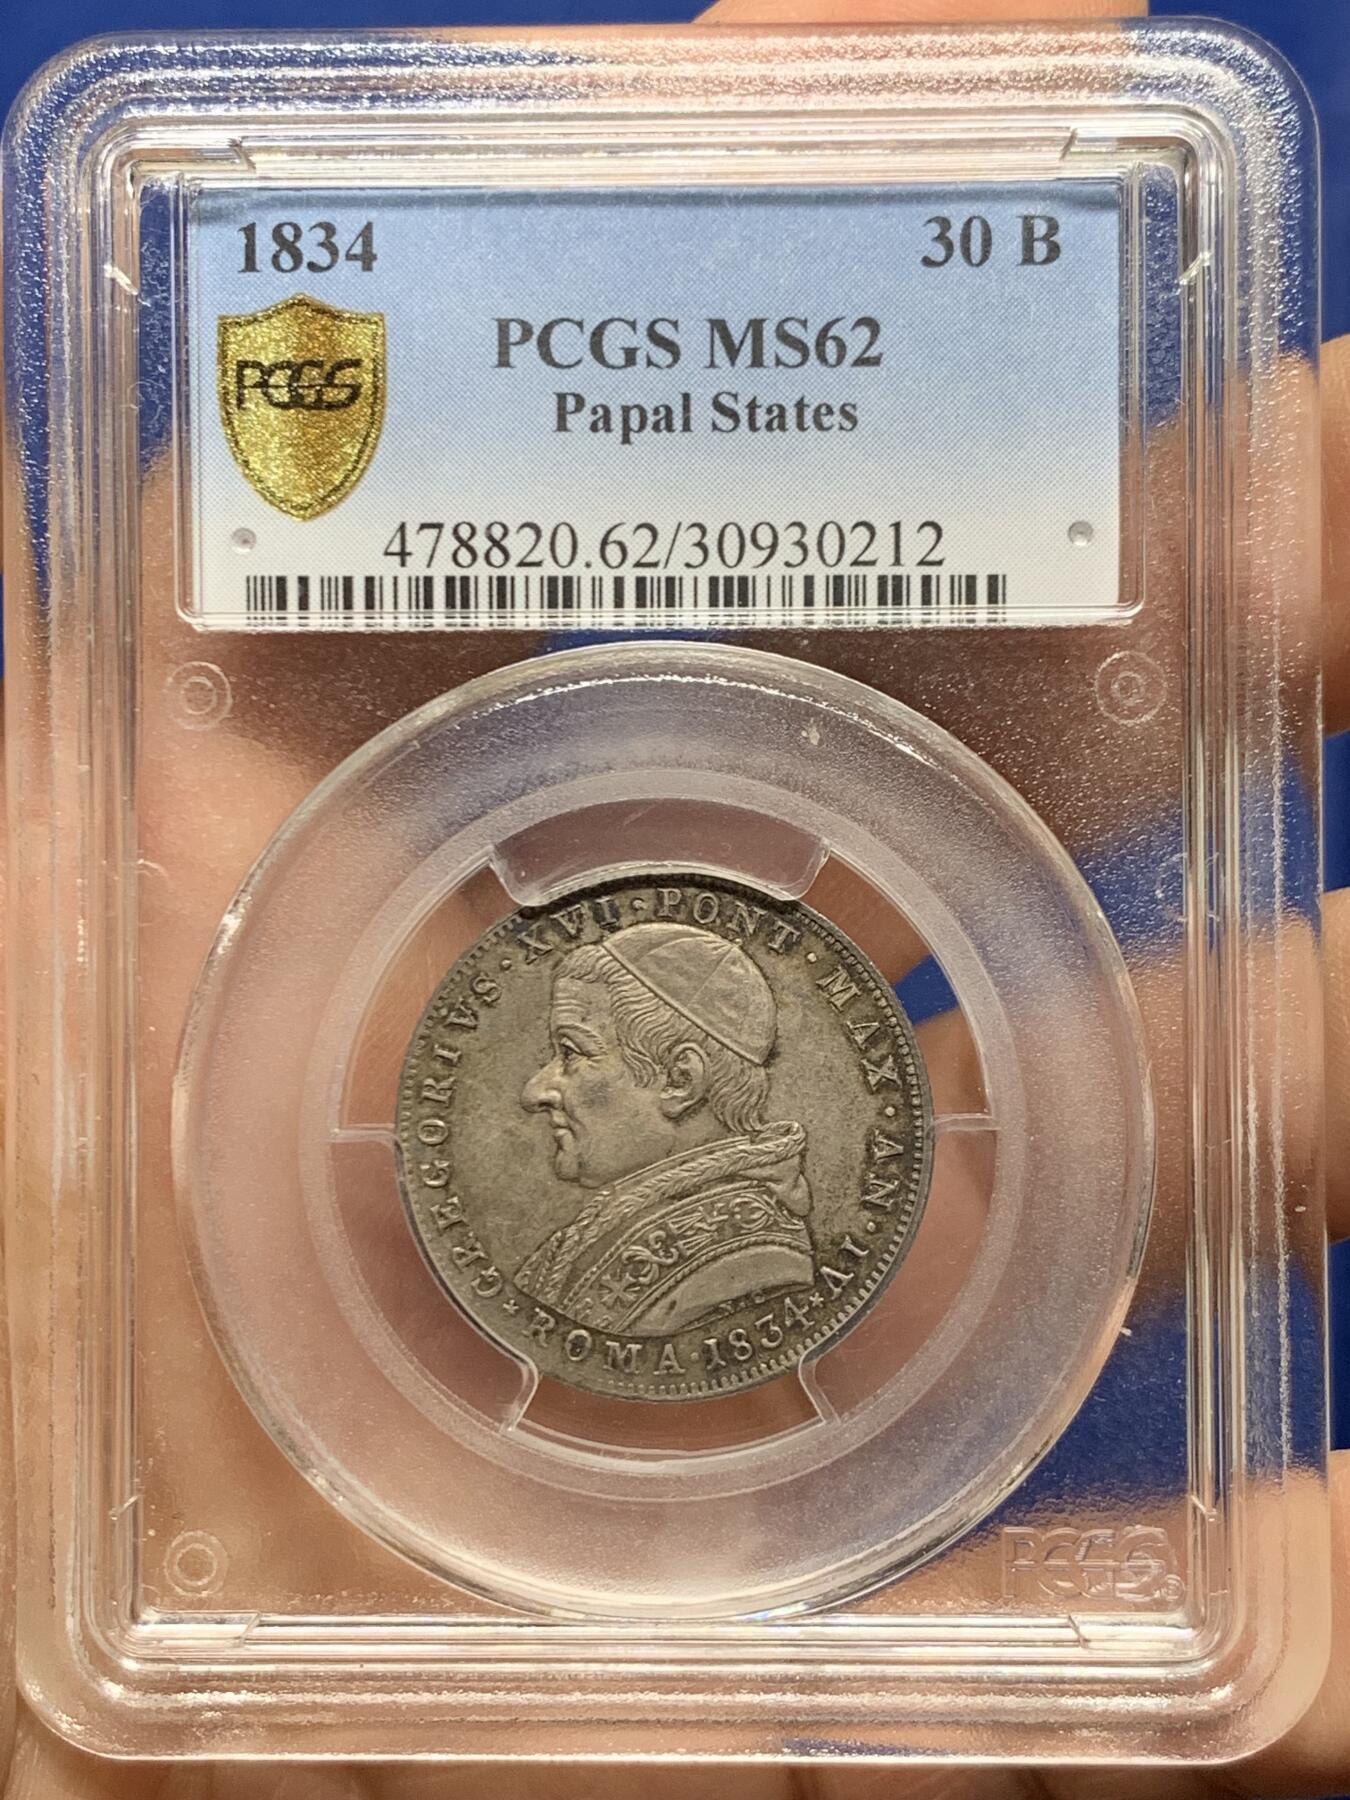 1834 30 B
PCGS
PCGS MS62
Papal States
478820.62/30930212
GREGORIVS · XVI · PONT · MAX · AN · IV
* ROMA · 1834 *
PCGS®